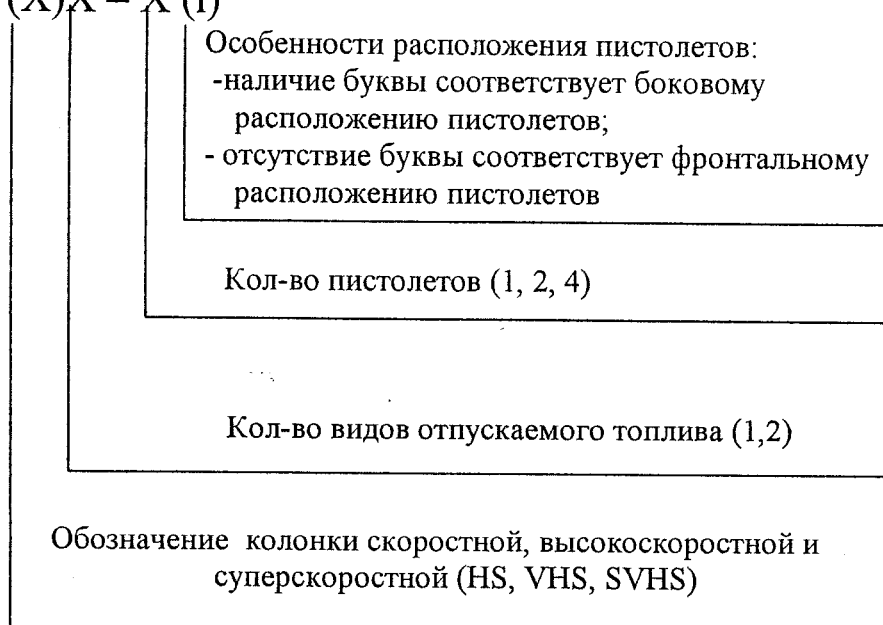 (X)X – X (l)
Особенности расположения пистолетов:
-наличие буквы соответствует боковому
расположению пистолетов;
- отсутствие буквы соответствует фронтальному
расположению пистолетов
Кол-во пистолетов (1, 2, 4)
Кол-во видов отпускаемого топлива (1,2)
Обозначение колонки скоростной, высокоскоростной и
суперскоростной (HS, VHS, SVHS)